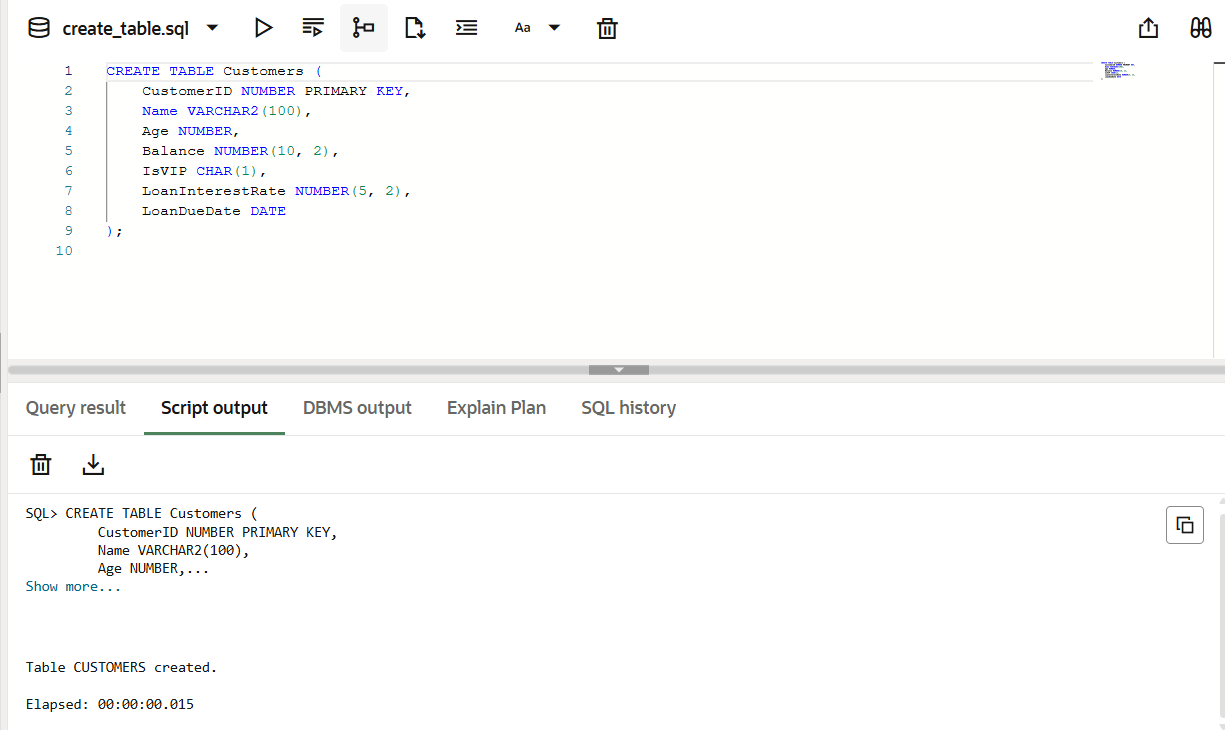 create_table.sql
Aa
1 CREATE TABLE Customers (
2 CustomerID NUMBER PRIMARY KEY,
3 Name VARCHAR2(100),
4 Age NUMBER,
5 Balance NUMBER(10, 2),
6 IsVIP CHAR(1),
7 LoanInterestRate NUMBER(5, 2),
8 LoanDueDate DATE
9 );
10
Query result Script output DBMS output Explain Plan SQL history
SQL> CREATE TABLE Customers (
CustomerID NUMBER PRIMARY KEY,
Name VARCHAR2(100),
Age NUMBER,...
Show more...
Table CUSTOMERS created.
Elapsed: 00:00:00.015